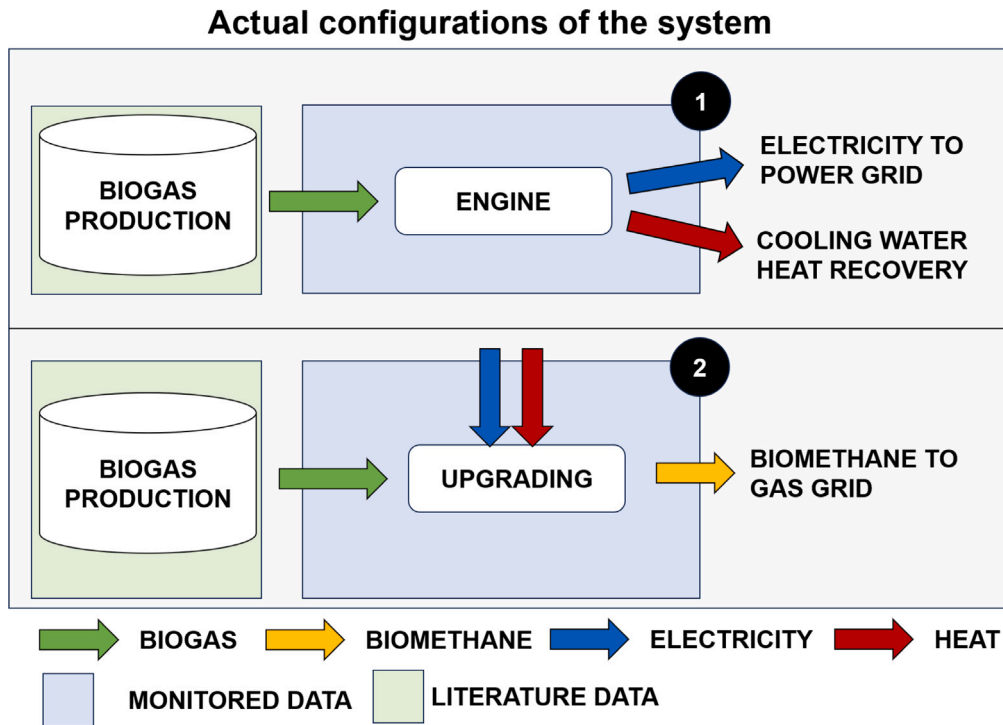 Actual configurations of the system
1
BIOGAS
PRODUCTION
ENGINE
ELECTRICITY TO
POWER GRID
COOLING WATER
HEAT RECOVERY
2
BIOGAS
PRODUCTION
UPGRADING
BIOMETHANE TO
GAS GRID
BIOGAS
BIOMETHANE
ELECTRICITY
HEAT
MONITORED DATA
LITERATURE DATA